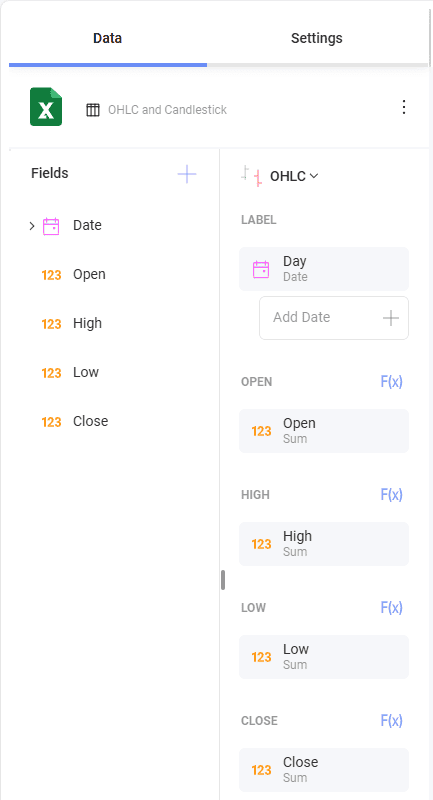 Data
Settings
X
OHLC and Candlestick
Fields
Date
123 Open
123 High
123 Low
123 Close
OHLC
LABEL
Day
Date
Add Date
OPEN F(x)
123 Open
Sum
HIGH F(x)
123 High
Sum
LOW F(x)
123 Low
Sum
CLOSE F(x)
123 Close
Sum